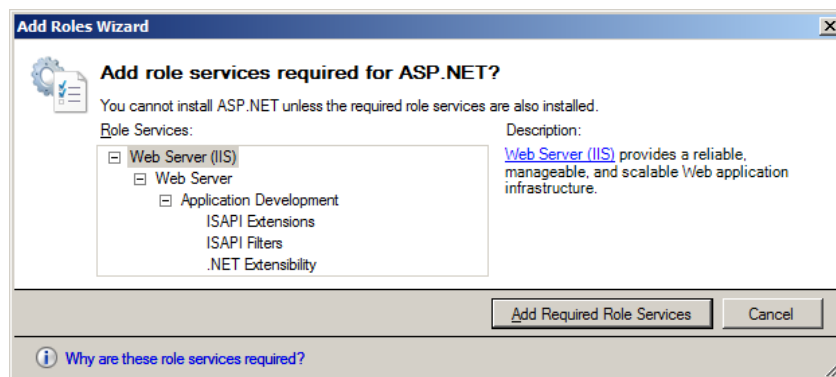 Add Roles Wizard
Add role services required for ASP.NET?
You cannot install ASP.NET unless the required role services are also installed.
Role Services:
Web Server (IIS)
Web Server
Application Development
ISAPI Extensions
ISAPI Filters
.NET Extensibility
Description:
Web Server (IIS) provides a reliable,
manageable, and scalable Web application
infrastructure.
Add Required Role Services
Cancel
Why are these role services required?